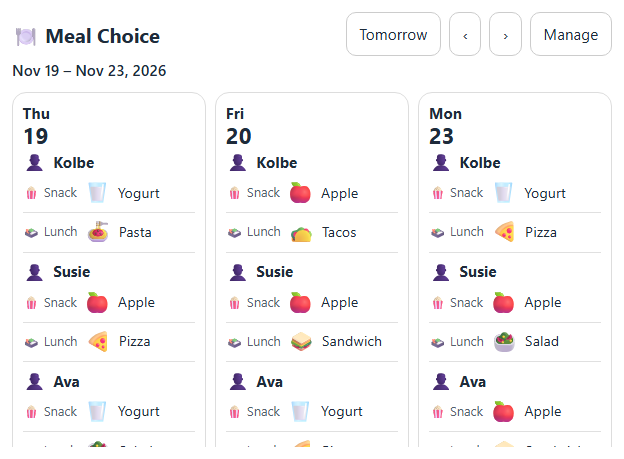 Meal Choice
Tomorrow
‹
›
Manage
Nov 19 – Nov 23, 2026
Thu
19
Kolbe
Snack Yogurt
Lunch Pasta
Susie
Snack Apple
Lunch Pizza
Ava
Snack Yogurt
Fri
20
Kolbe
Snack Apple
Lunch Tacos
Susie
Snack Apple
Lunch Sandwich
Ava
Snack Yogurt
Mon
23
Kolbe
Snack Yogurt
Lunch Pizza
Susie
Snack Apple
Lunch Salad
Ava
Snack Apple